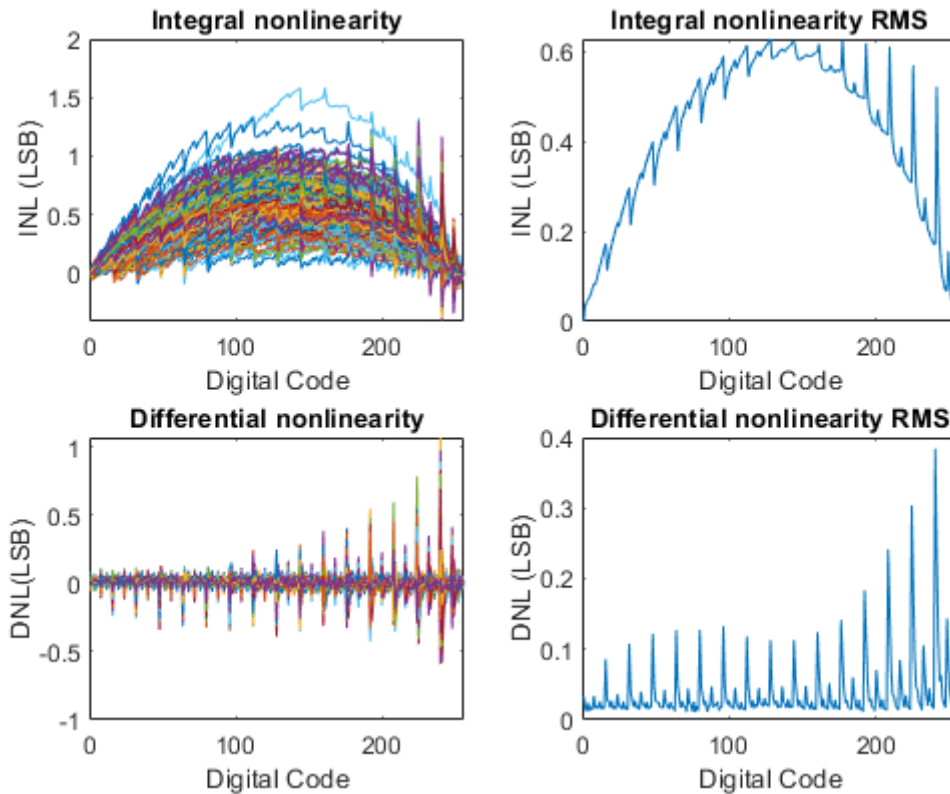 Integral nonlinearity
2
1.5
1
0.5
0
INL (LSB)
0 100 200
Digital Code
Integral nonlinearity RMS
0.6
0.4
0.2
0
INL (LSB)
0 100 200
Digital Code
Differential nonlinearity
1
0.5
0
-0.5
-1
DNL(LSB)
0 100 200
Digital Code
Differential nonlinearity RMS
0.4
0.3
0.2
0.1
0
DNL (LSB)
0 100 200
Digital Code